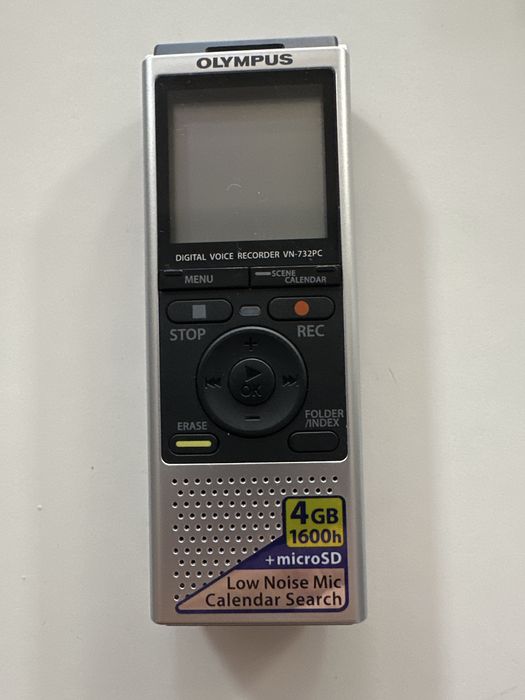 OLYMPUS
DIGITAL VOICE RECORDER VN-732PC
MENU
SCENE
CALENDAR
STOP
REC
+
OK
–
ERASE
FOLDER
/INDEX
4GB
1600h
+microSD
Low Noise Mic
Calendar Search